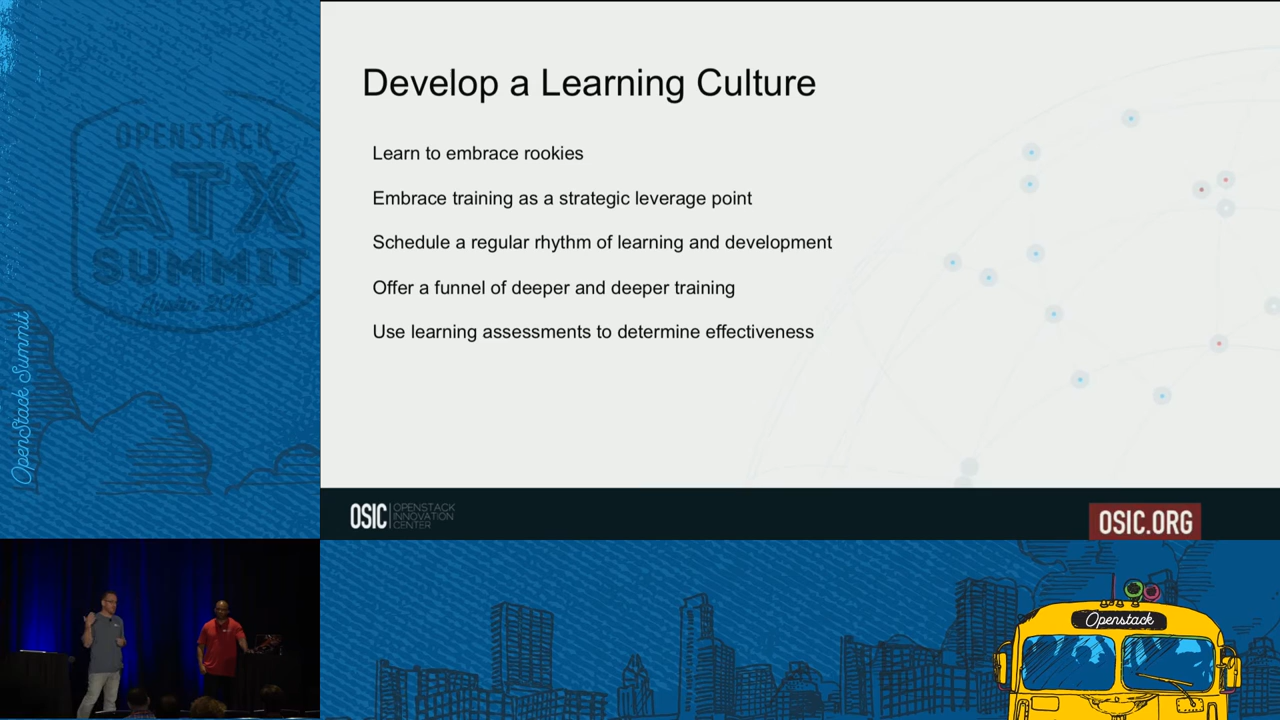 OPENSTACK
ATX
SUMMIT
Austin 2016
OpenStack Summit
Develop a Learning Culture
Learn to embrace rookies
Embrace training as a strategic leverage point
Schedule a regular rhythm of learning and development
Offer a funnel of deeper and deeper training
Use learning assessments to determine effectiveness
OSIC
OPENSTACK
INNOVATION
CENTER
OSIC.ORG
Openstack